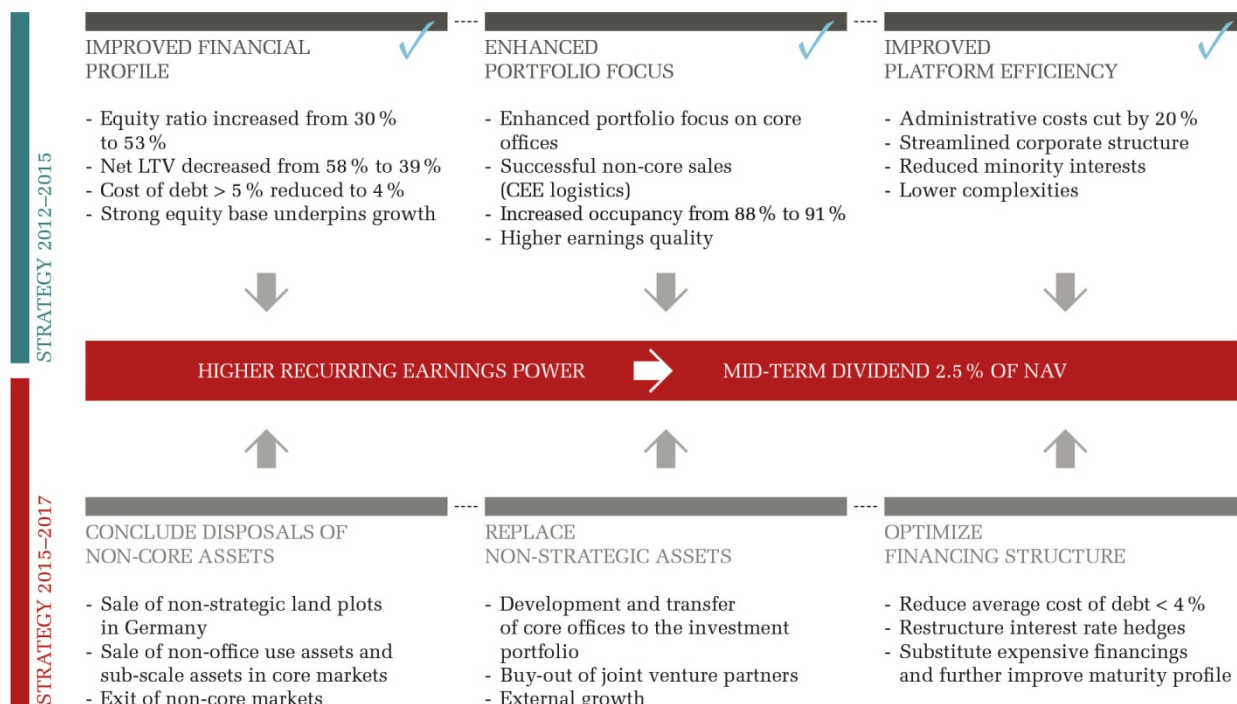 STRATEGY 2012–2015
IMPROVED FINANCIAL
PROFILE
- Equity ratio increased from 30 %
to 53 %
- Net LTV decreased from 58 % to 39 %
- Cost of debt > 5 % reduced to 4 %
- Strong equity base underpins growth
ENHANCED
PORTFOLIO FOCUS
- Enhanced portfolio focus on core
offices
- Successful non-core sales
(CEE logistics)
- Increased occupancy from 88 % to 91 %
- Higher earnings quality
IMPROVED
PLATFORM EFFICIENCY
- Administrative costs cut by 20 %
- Streamlined corporate structure
- Reduced minority interests
- Lower complexities
HIGHER RECURRING EARNINGS POWER
MID-TERM DIVIDEND 2.5 % OF NAV
STRATEGY 2015–2017
CONCLUDE DISPOSALS OF
NON-CORE ASSETS
- Sale of non-strategic land plots
in Germany
- Sale of non-office use assets and
sub-scale assets in core markets
- Exit of non-core markets
REPLACE
NON-STRATEGIC ASSETS
- Development and transfer
of core offices to the investment
portfolio
- Buy-out of joint venture partners
- External growth
OPTIMIZE
FINANCING STRUCTURE
- Reduce average cost of debt < 4 %
- Restructure interest rate hedges
- Substitute expensive financings
and further improve maturity profile